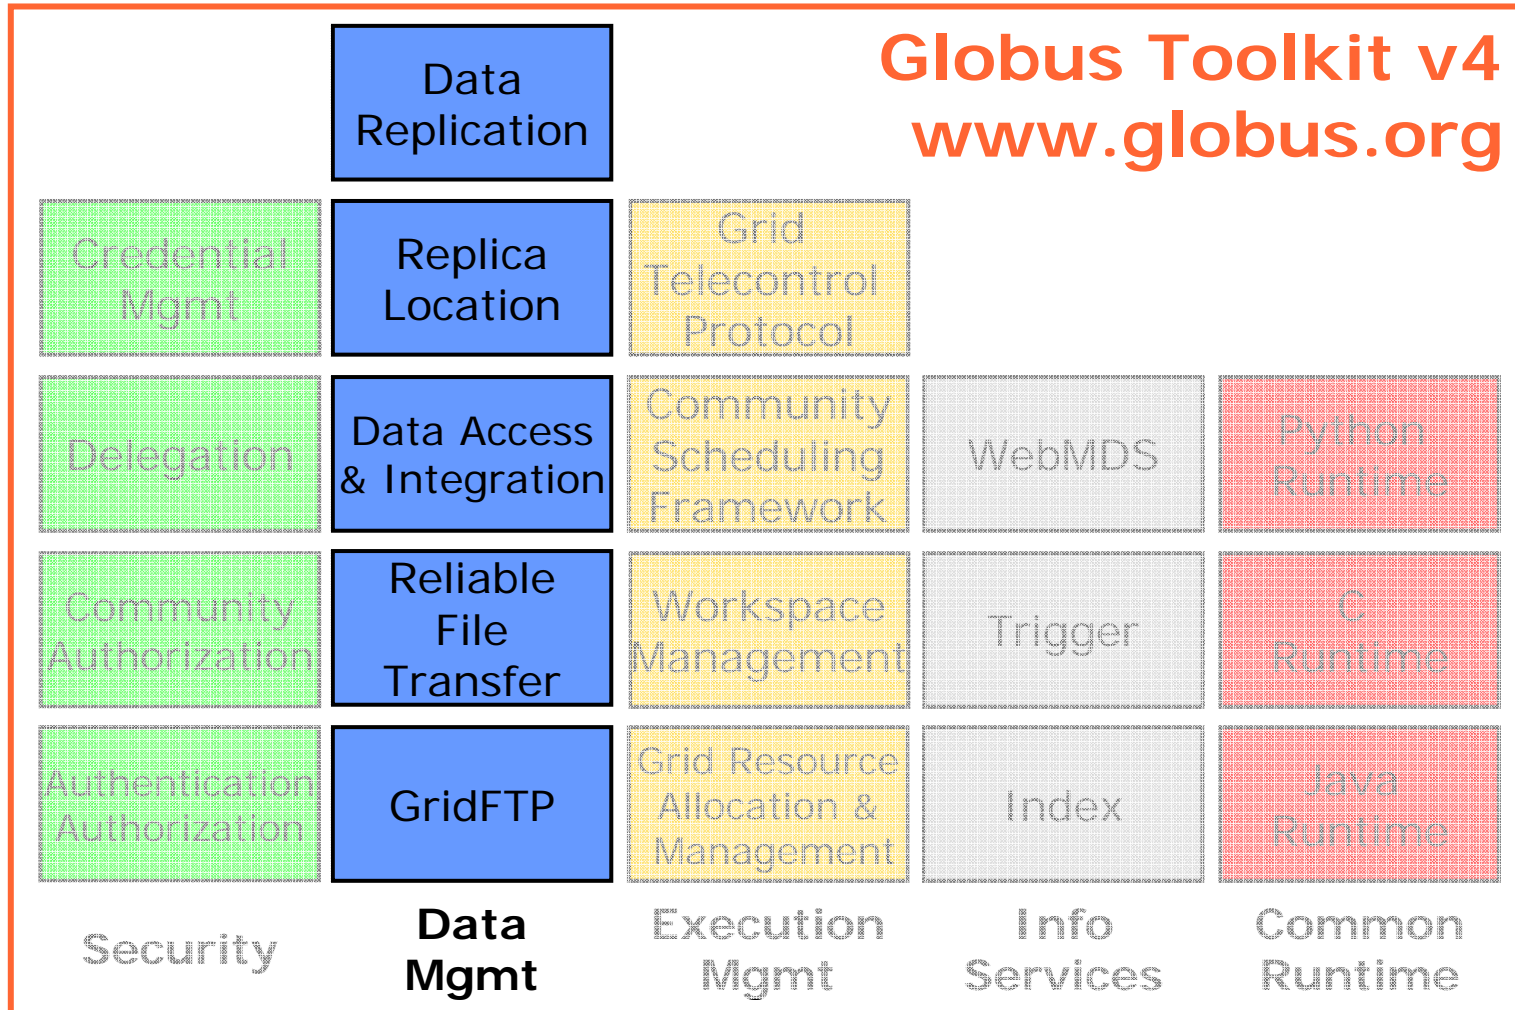 Globus Toolkit v4
www.globus.org
Data
Replication
Credential
Mgmt
Replica
Location
Grid
Telecontrol
Protocol
Delegation
Data Access
& Integration
Community
Scheduling
Framework
WebMDS
Python
Runtime
Community
Authorization
Reliable
File
Transfer
Workspace
Management
Trigger
C
Runtime
Authentication
Authorization
GridFTP
Grid Resource
Allocation &
Management
Index
Java
Runtime
Security
Data
Mgmt
Execution
Mgmt
Info
Services
Common
Runtime